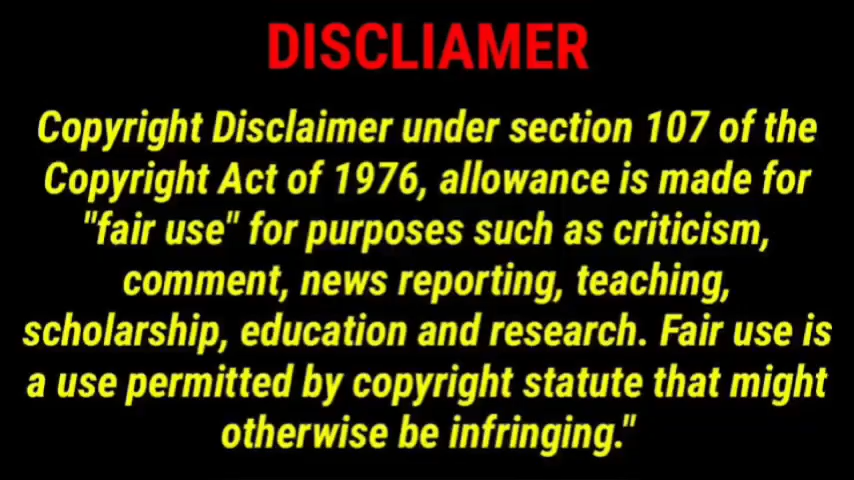 DISCLIAMER
Copyright Disclaimer under section 107 of the
Copyright Act of 1976, allowance is made for
"fair use" for purposes such as criticism,
comment, news reporting, teaching,
scholarship, education and research. Fair use is
a use permitted by copyright statute that might
otherwise be infringing."